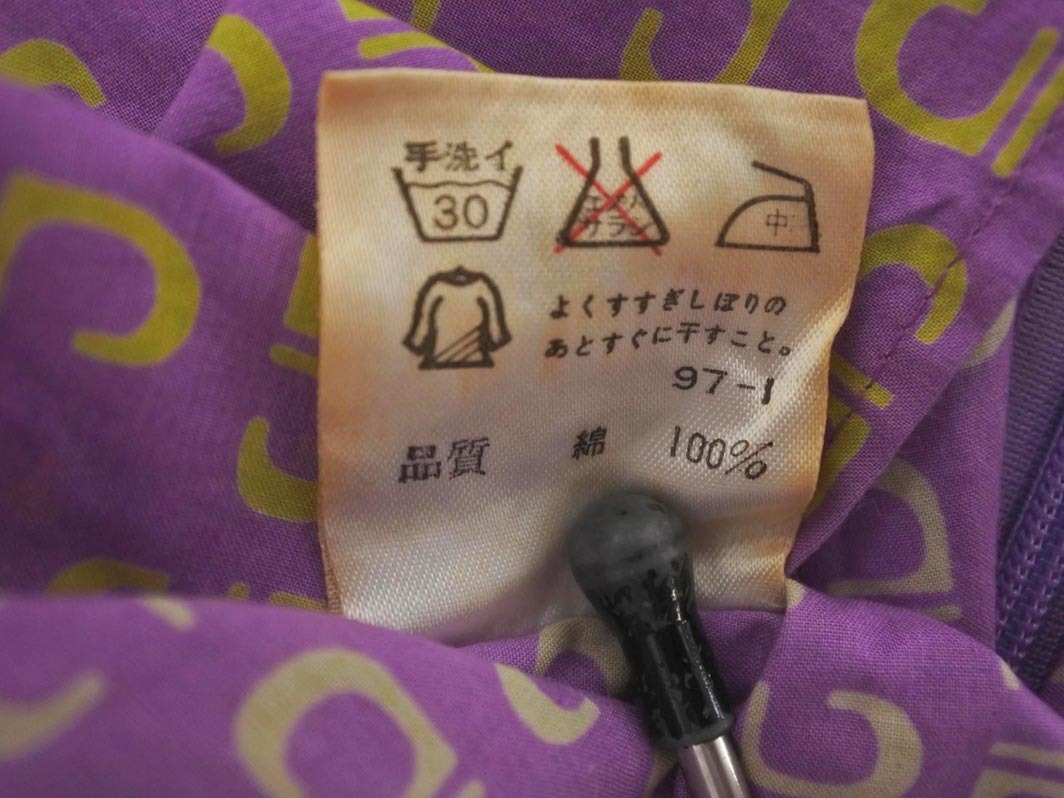 手洗イ
30
エンソ
サラシ
中
よくすすぎしぼりの
あとすぐに干すこと。
97-1
品質 綿 100%